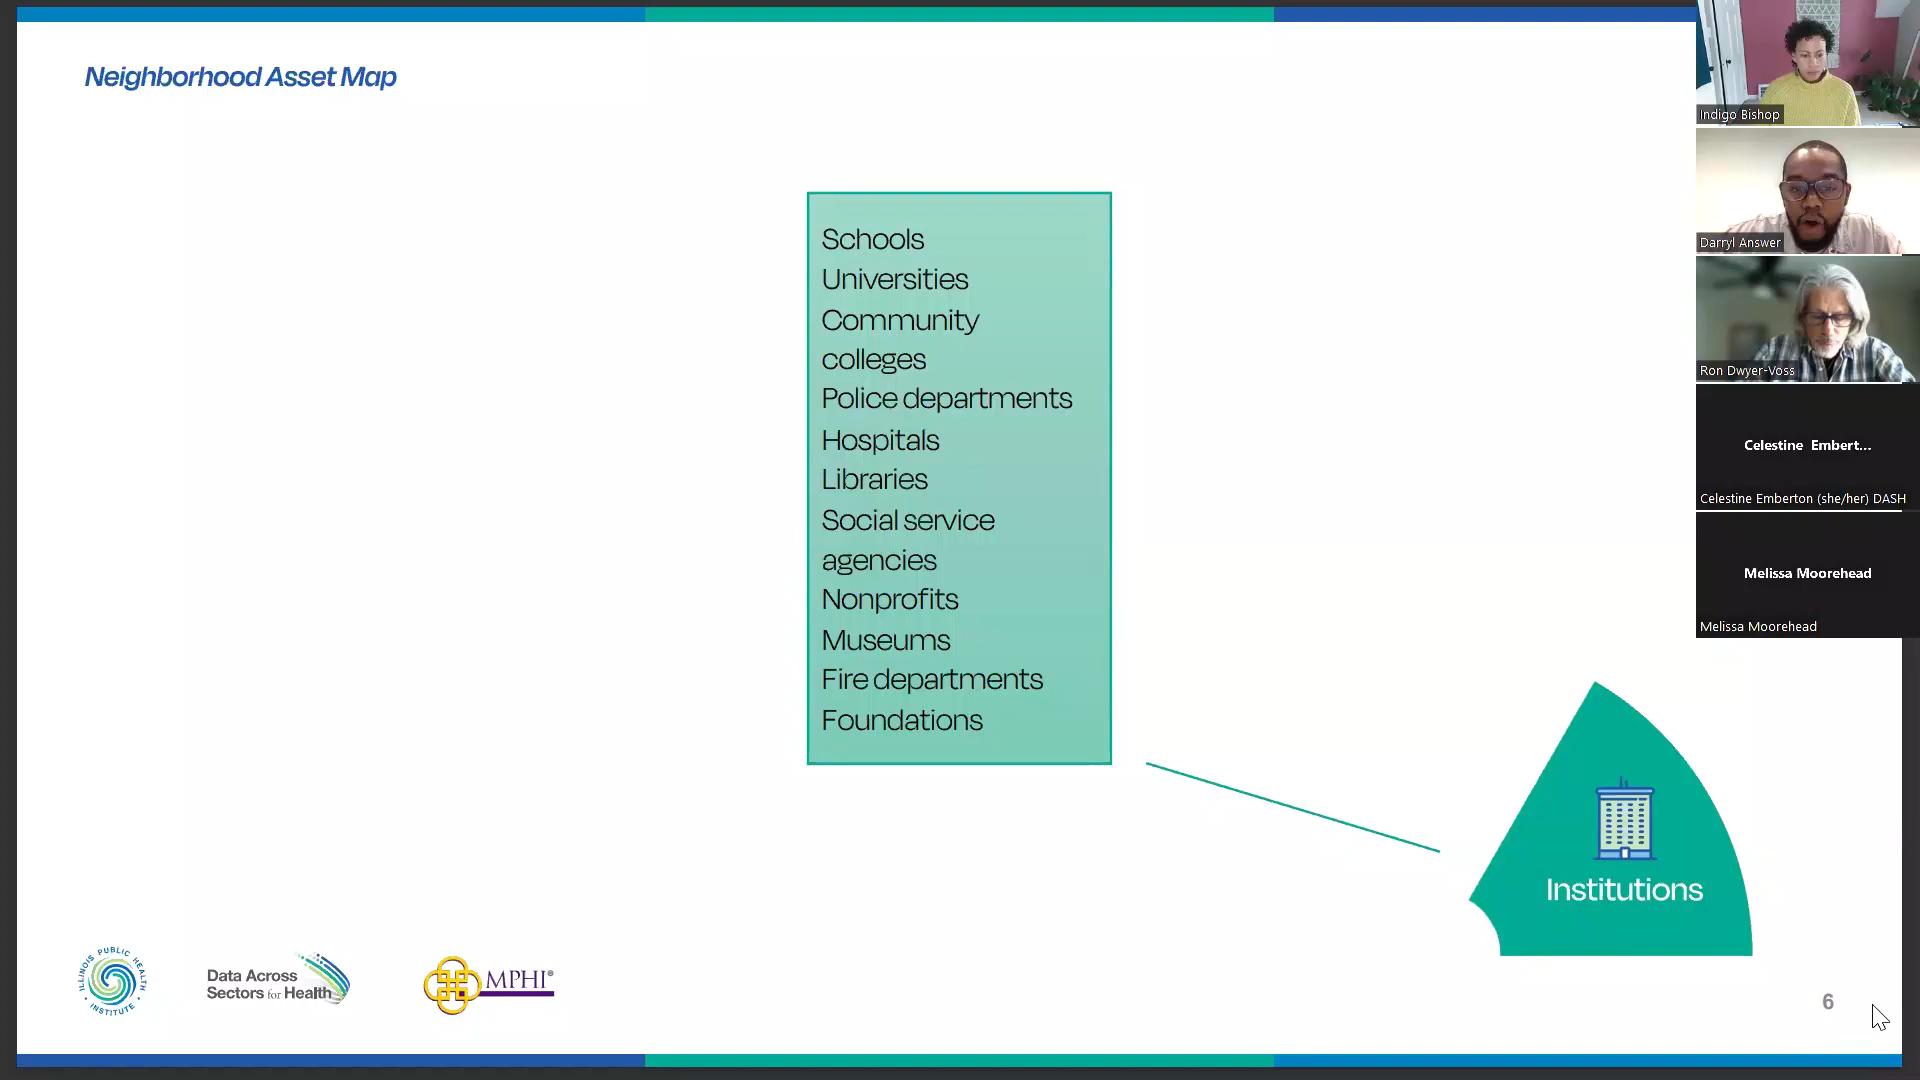 Neighborhood Asset Map
Schools
Universities
Community
colleges
Police departments
Hospitals
Libraries
Social service
agencies
Nonprofits
Museums
Fire departments
Foundations
Institutions
ILLINOIS PUBLIC HEALTH
INSTITUTE
Data Across
Sectors for Health
MPHI®
6
Indigo Bishop
Darryl Answer
Ron Dwyer-Voss
Celestine Embert...
Celestine Emberton (she/her) DASH
Melissa Moorehead
Melissa Moorehead